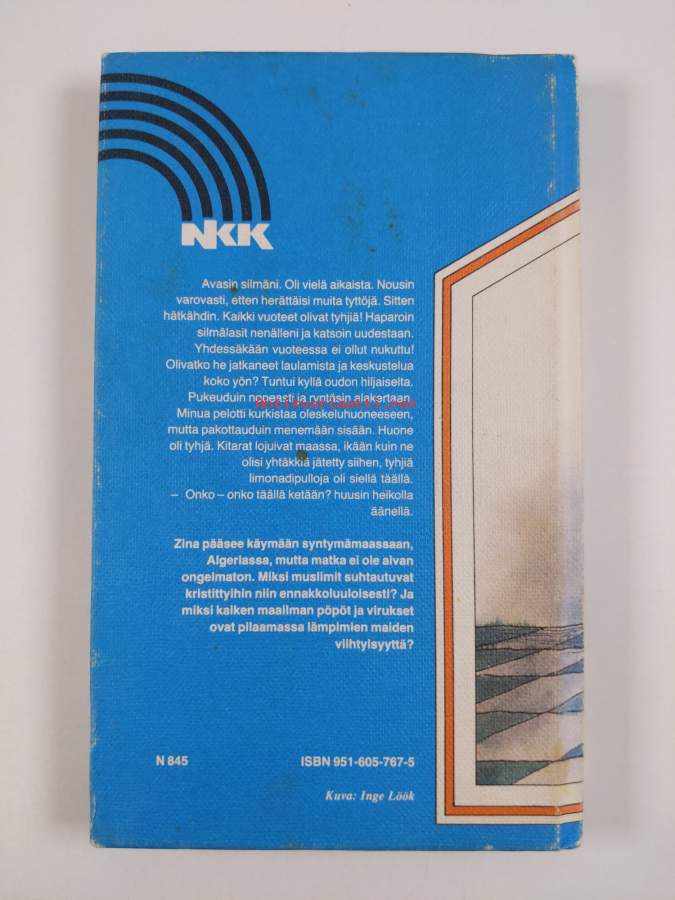 NKK
Avasin silmäni. Oli vielä aikaista. Nousin
varovasti, etten herättäisi muita tyttöjä. Sitten
hätkähdin. Kaikki vuoteet olivat tyhjiä! Haparoin
silmälasit nenälleni ja katsoin uudestaan.
Yhdessäkään vuoteessa ei ollut nukuttu!
Olivatko he jatkaneet laulamista ja keskustelua
koko yön? Tuntui kyllä oudon hiljaiselta.
Pukeuduin nopeasti ja ryntäsin alakertaan.
antikvariaatti.net
Minua pelotti kurkistaa oleskeluhuoneeseen,
mutta pakottauduin menemään sisään. Huone
oli tyhjä. Kitarat lojuivat maassa, ikään kuin ne
olisi yhtäkkiä jätetty siihen, tyhjiä
limonadipulloja oli siellä täällä.
– Onko – onko täällä ketään? huusin heikolla
äänellä.
Zina pääsee käymään syntymämaassaan,
Algeriassa, mutta matka ei ole aivan
ongelmaton. Miksi muslimit suhtautuvat
kristittyihin niin ennakkoluuloisesti? Ja
miksi kaiken maailman pöpöt ja virukset
ovat pilaamassa lämpimien maiden
viihtyisyyttä?
N 845 ISBN 951-605-767-5
Kuva: Inge Löök